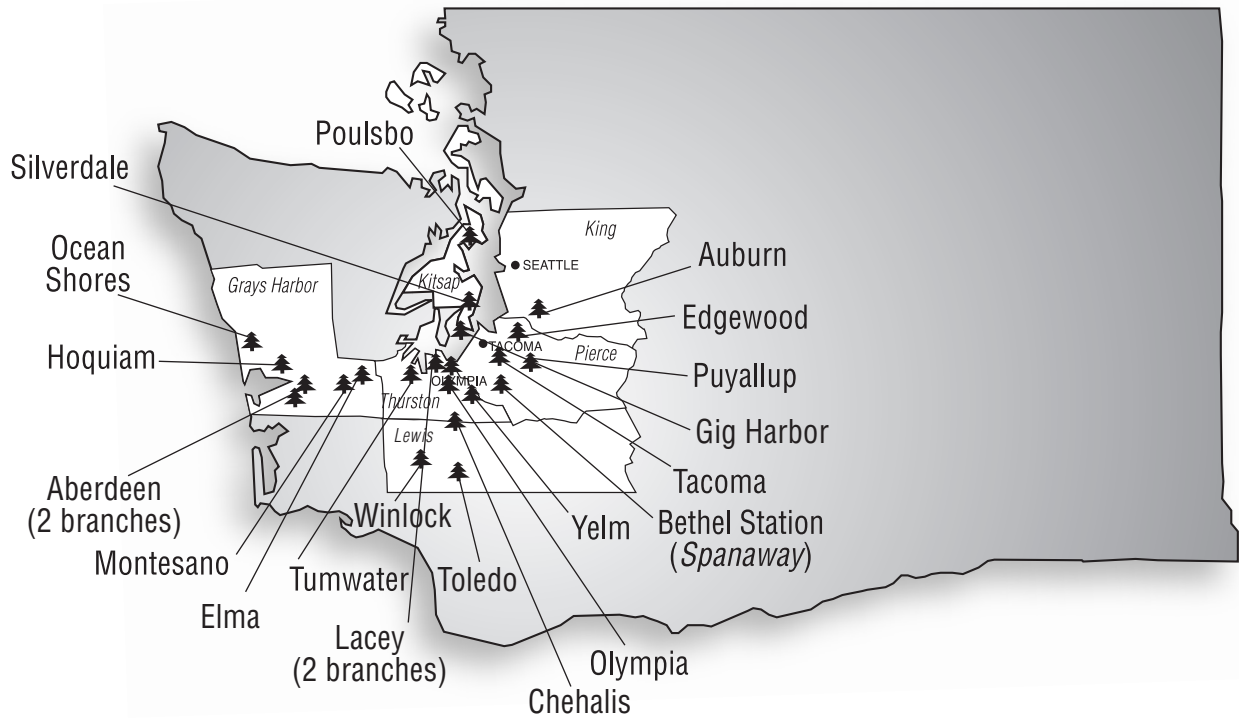 Poulsbo
Silverdale
King
Ocean
Shores
SEATTLE
Auburn
Grays Harbor
Kitsap
Edgewood
Hoquiam
TACOMA
Pierce
Puyallup
OLYMPIA
Thurston
Gig Harbor
Lewis
Tacoma
Aberdeen
(2 branches)
Winlock
Yelm
Bethel Station
(Spanaway)
Montesano
Tumwater
Toledo
Elma
Lacey
(2 branches)
Olympia
Chehalis